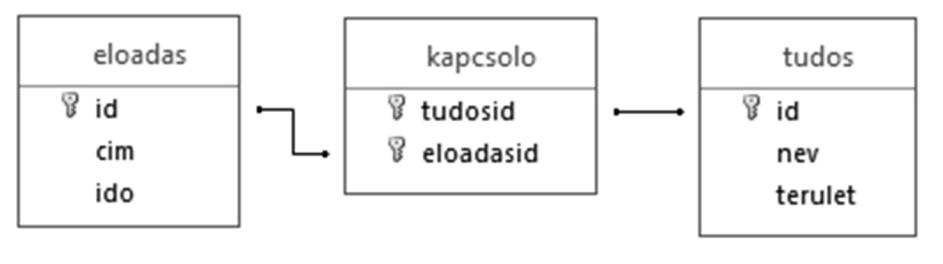 eloadas
id
cim
ido
kapcsolo
tudosid
eloadasid
tudos
id
nev
terulet